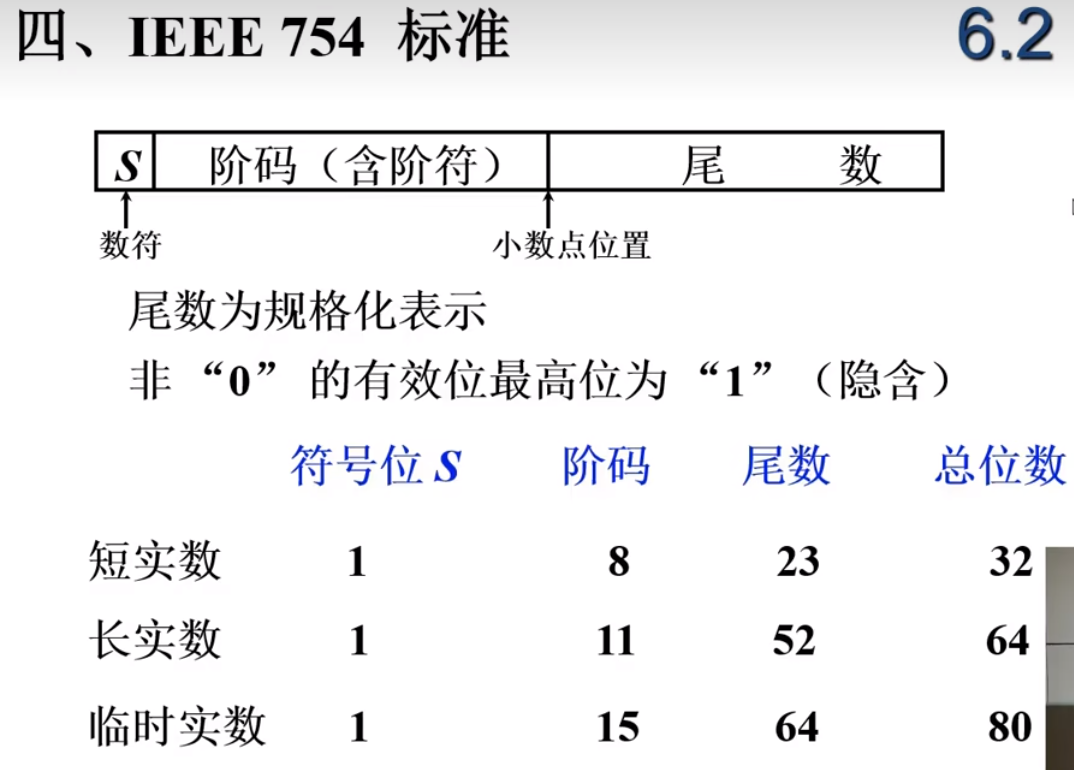 四、IEEE 754 标准 6.2
S 阶码（含阶符） 尾 数
数符 小数点位置
尾数为规格化表示
非“0” 的有效位最高位为“1”（隐含）
符号位 S 阶码 尾数 总位数
短实数 1 8 23 32
长实数 1 11 52 64
临时实数 1 15 64 80